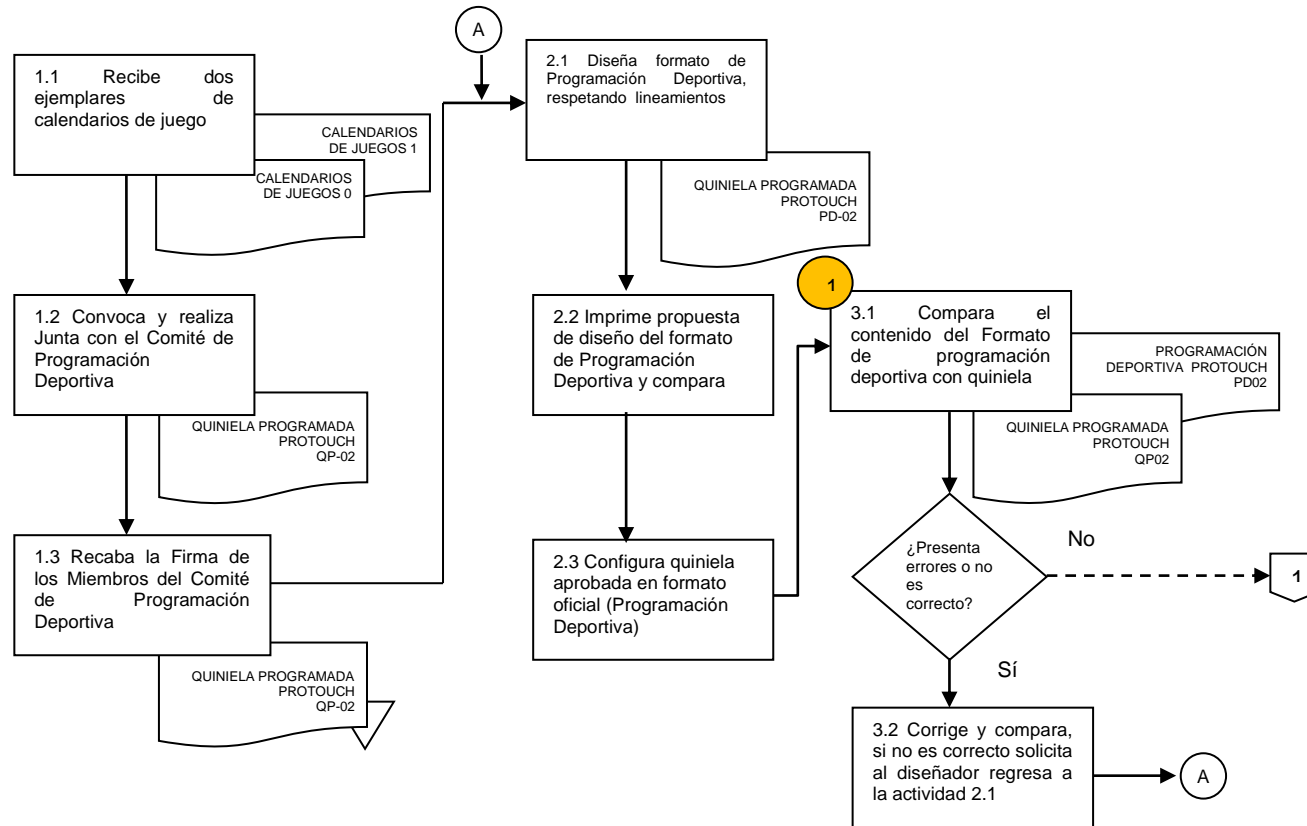 1.1 Recibe dos
ejemplares de
calendarios de juego
CALENDARIOS
DE JUEGOS 1
CALENDARIOS
DE JUEGOS 0
1.2 Convoca y realiza
Junta con el Comité de
Programación
Deportiva
QUINIELA PROGRAMADA
PROTOUCH
QP-02
1.3 Recaba la Firma de
los Miembros del Comité
de Programación
Deportiva
QUINIELA PROGRAMADA
PROTOUCH
QP-02
A
2.1 Diseña formato de
Programación Deportiva,
respetando lineamientos
QUINIELA PROGRAMADA
PROTOUCH
PD-02
2.2 Imprime propuesta
de diseño del formato
de Programación
Deportiva y compara
2.3 Configura quiniela
aprobada en formato
oficial (Programación
Deportiva)
1
3.1 Compara el
contenido del Formato
de programación
deportiva con quiniela
PROGRAMACIÓN
DEPORTIVA PROTOUCH
PD02
QUINIELA PROGRAMADA
PROTOUCH
QP02
¿Presenta
errores o no
es
correcto?
No
1
Sí
3.2 Corrige y compara,
si no es correcto solicita
al diseñador regresa a
la actividad 2.1
A